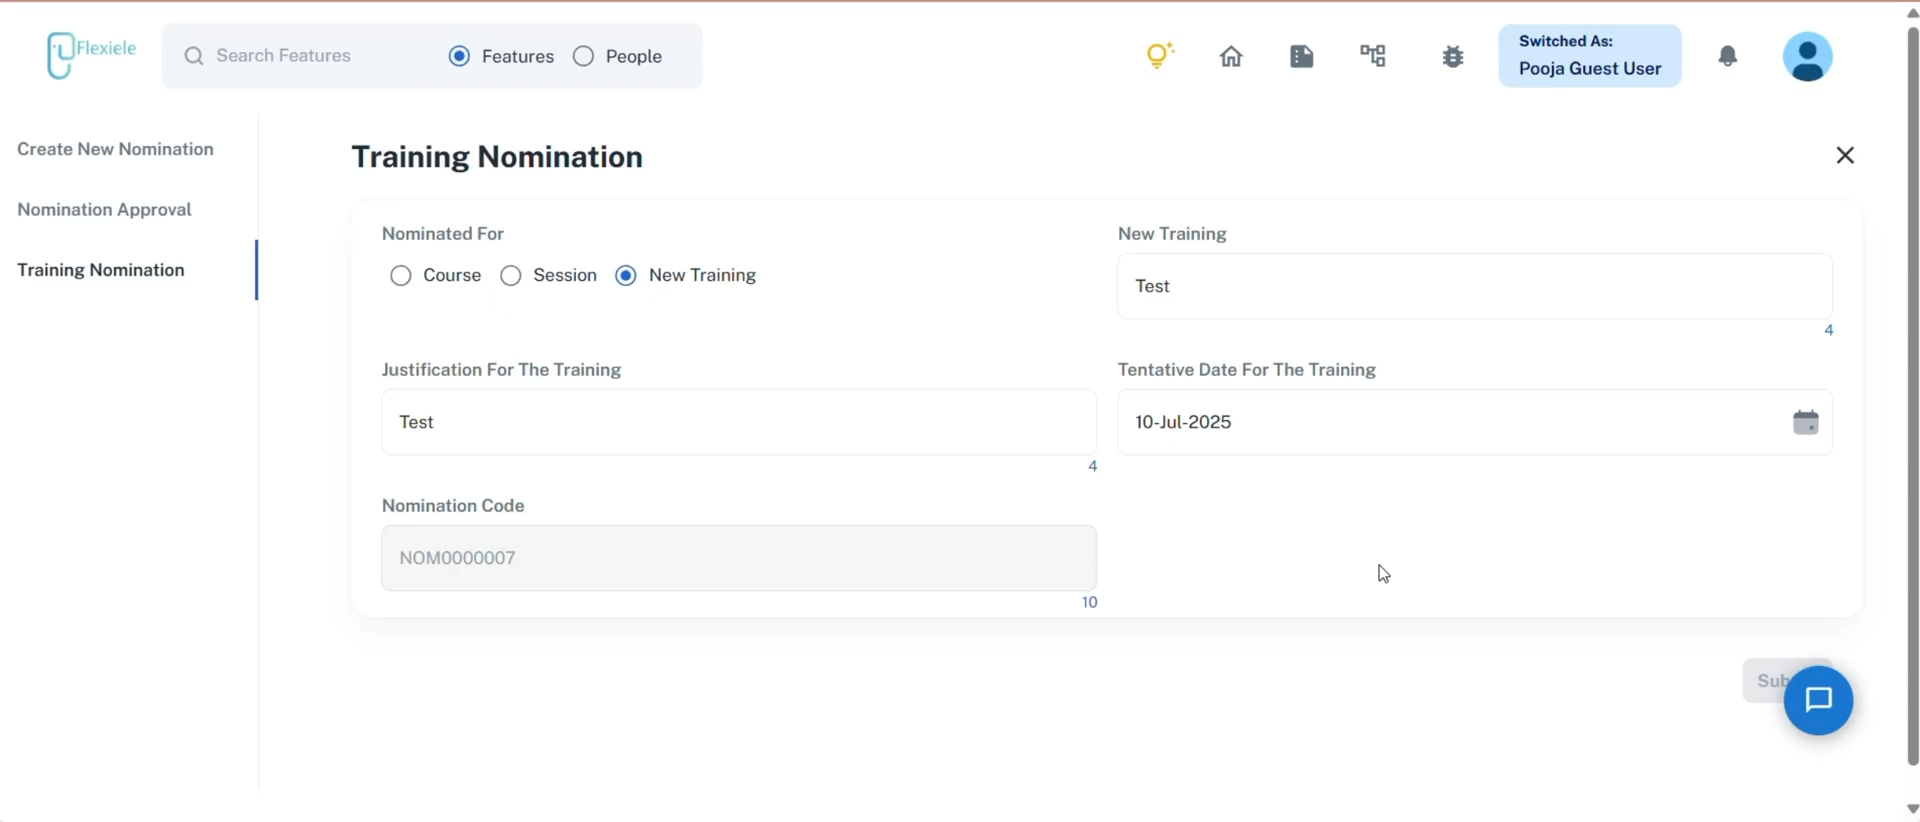 Flexiele
Search Features
Features
People
Switched As:
Pooja Guest User
Create New Nomination
Nomination Approval
Training Nomination
Training Nomination
Nominated For
Course
Session
New Training
New Training
Test
4
Justification For The Training
Test
4
Tentative Date For The Training
10-Jul-2025
Nomination Code
NOM0000007
10